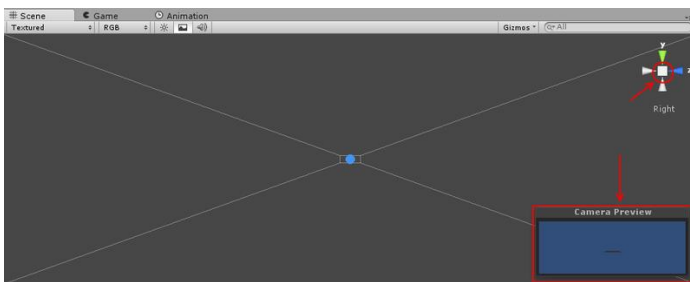 Scene Game Animation
Textured RGB Gizmos All
y
z
Right
Camera Preview